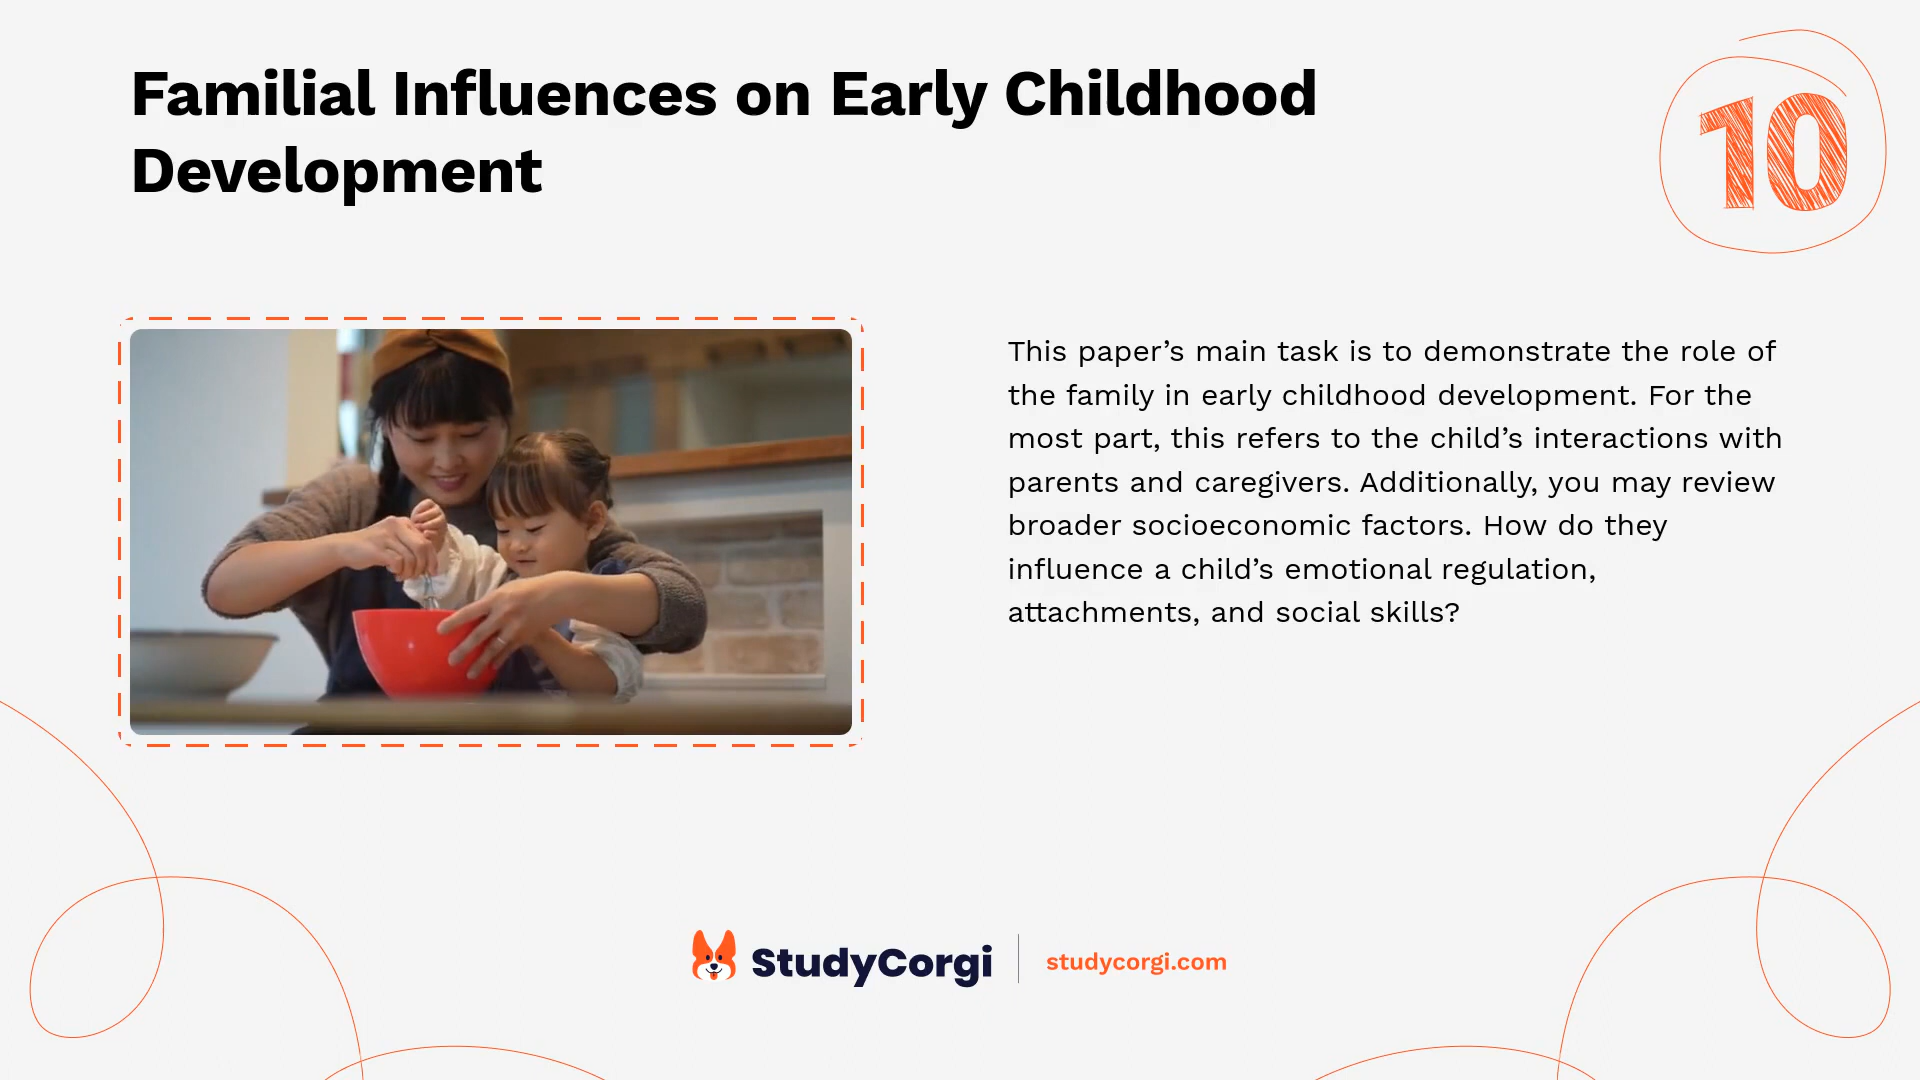 Familial Influences on Early Childhood
Development
10
This paper’s main task is to demonstrate the role of
the family in early childhood development. For the
most part, this refers to the child’s interactions with
parents and caregivers. Additionally, you may review
broader socioeconomic factors. How do they
influence a child’s emotional regulation,
attachments, and social skills?
StudyCorgi
studycorgi.com